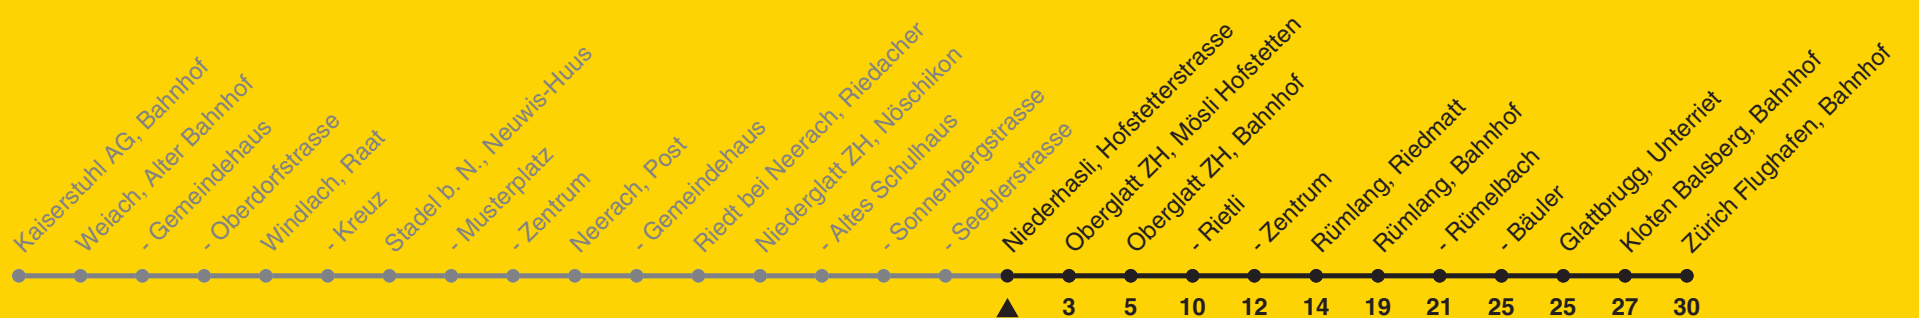 Kaiserstuhl AG, Bahnhof
Weiach, Alter Bahnhof
- Gemeindehaus
- Oberdorfstrasse
Windlach, Raat
- Kreuz
Stadel b. N., Neuwis-Huus
- Musterplatz
- Zentrum
Neerach, Post
- Gemeindehaus
Riedt bei Neerach, Riedacher
Niederglatt ZH, Nöschikon
- Altes Schulhaus
- Sonnenbergstrasse
- Seeblerstrasse
Niederhasli, Hofstetterstrasse
Oberglatt ZH, Mösli Hofstetten
Oberglatt ZH, Bahnhof
- Rietli
- Zentrum
Rümlang, Riedmatt
Rümlang, Bahnhof
- Rümelbach
- Bäuler
Glattbrugg, Unterriet
Kloten Balsberg, Bahnhof
Zürich Flughafen, Bahnhof
3 5 10 12 14 19 21 25 25 27 30